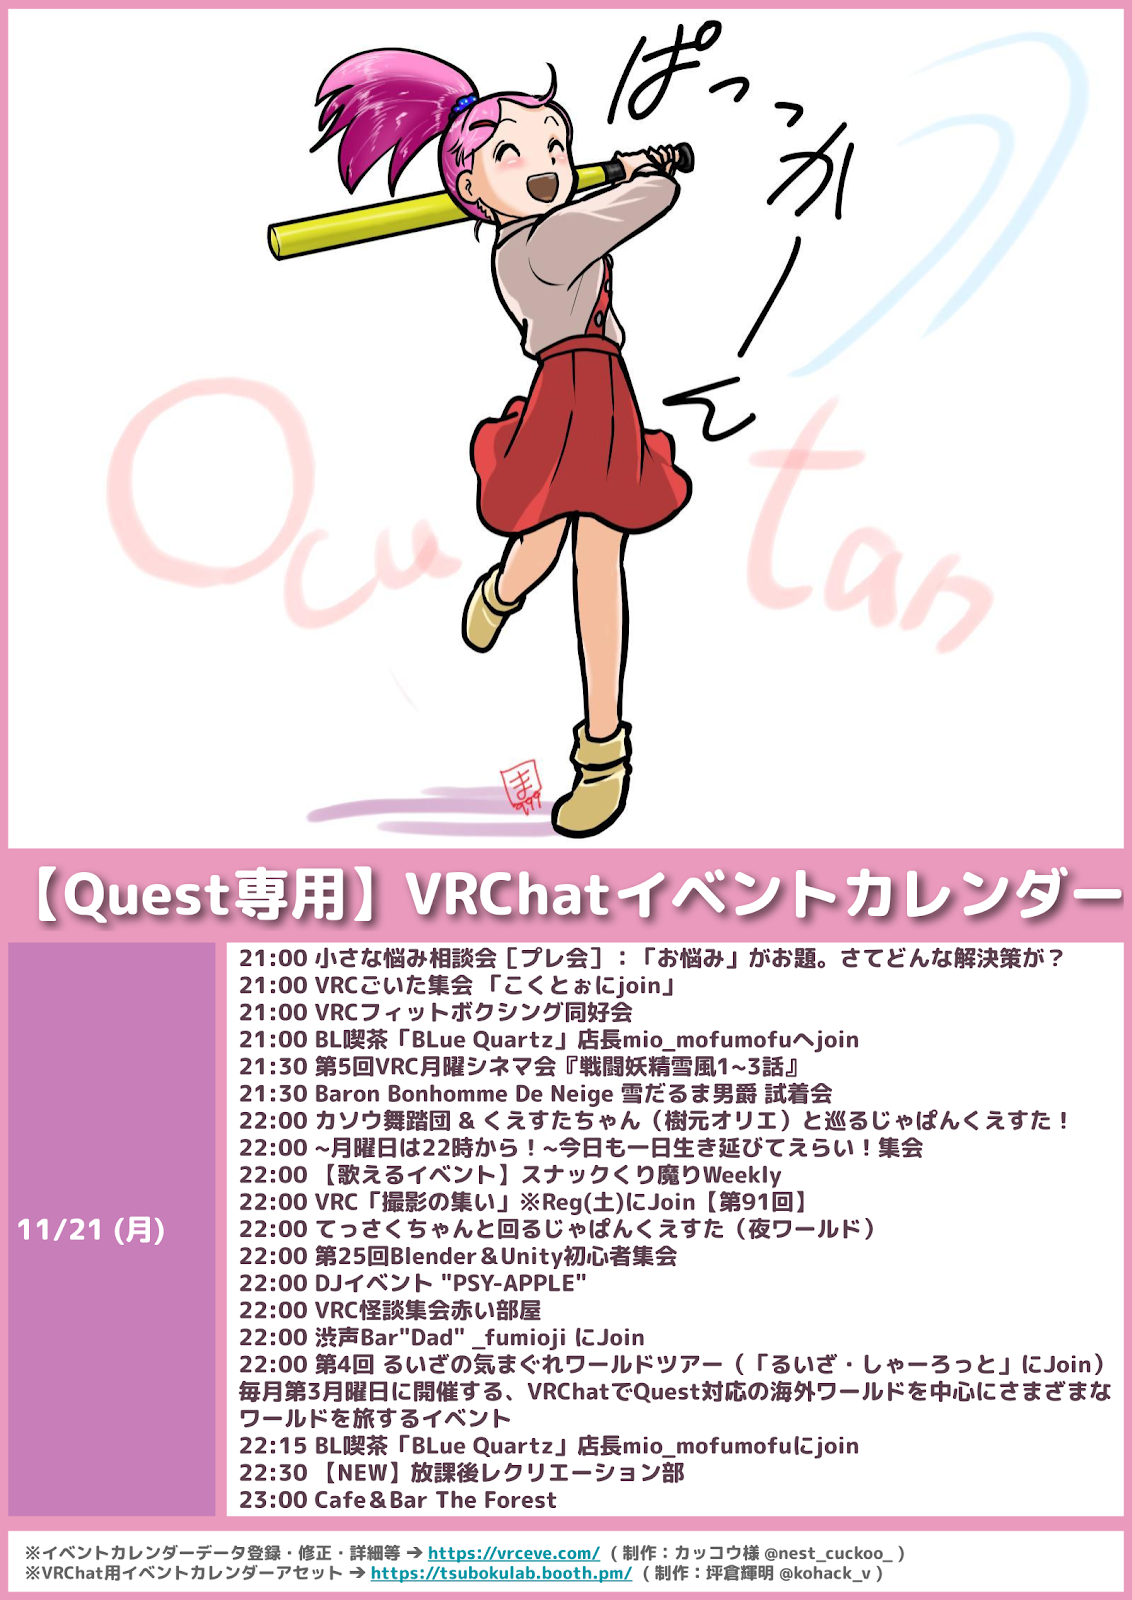 ぱっっかーん
Ocu tan
ま
999
【Quest専用】VRChatイベントカレンダー
11/21 (月)
21:00 小さな悩み相談会［プレ会］：「お悩み」がお題。さてどんな解決策が？
21:00 VRCごいた集会 「こくとぉにjoin」
21:00 VRCフィットボクシング同好会
21:00 BL喫茶「BLue Quartz」店長mio_mofumofuへjoin
21:30 第5回VRC月曜シネマ会『戦闘妖精雪風1~3話』
21:30 Baron Bonhomme De Neige 雪だるま男爵 試着会
22:00 カソウ舞踏団 & くえすたちゃん（樹元オリエ）と巡るじゃぱんくえすた！
22:00 ~月曜日は22時から！~今日も一日生き延びてえらい！集会
22:00 【歌えるイベント】スナックくり魔りWeekly
22:00 VRC「撮影の集い」※Reg(土)にJoin【第91回】
22:00 てっさくちゃんと回るじゃぱんくえすた（夜ワールド）
22:00 第25回Blender＆Unity初心者集会
22:00 DJイベント "PSY-APPLE"
22:00 VRC怪談集会赤い部屋
22:00 渋声Bar"Dad" _fumioji にJoin
22:00 第4回 るいざの気まぐれワールドツアー（「るいざ・しゃーろっと」にJoin）
毎月第3月曜日に開催する、VRChatでQuest対応の海外ワールドを中心にさまざまな
ワールドを旅するイベント
22:15 BL喫茶「BLue Quartz」店長mio_mofumofuにjoin
22:30 【NEW】放課後レクリエーション部
23:00 Cafe＆Bar The Forest
※イベントカレンダーデータ登録・修正・詳細等 ➔ https://vrceve.com/ （ 制作：カッコウ様 @nest_cuckoo_ ）
※VRChat用イベントカレンダーアセット ➔ https://tsubokulab.booth.pm/ （ 制作：坪倉輝明 @kohack_v ）